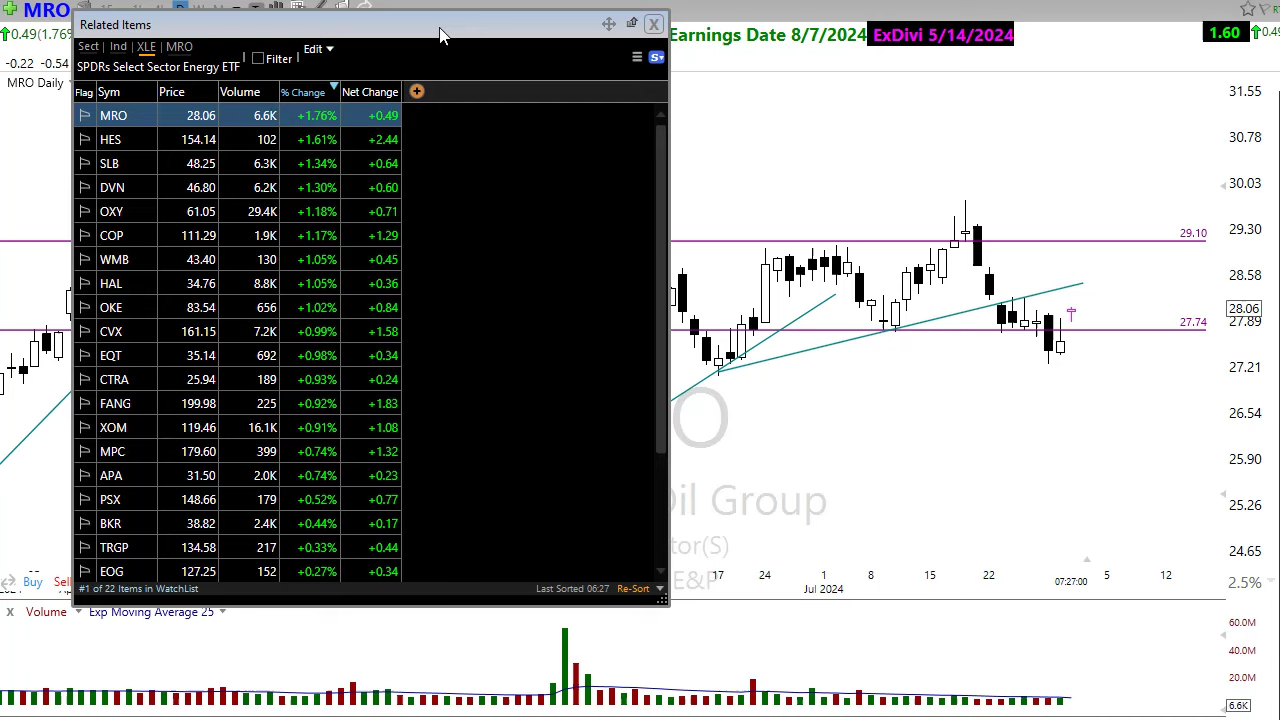 MRO
0.49(1.76%
-0.22 -0.54
MRO Daily
Earnings Date 8/7/2024 ExDivi 5/14/2024
1.60 0.49
Related Items X
Sect Ind XLE MRO
SPDRs Select Sector Energy ETF Filter Edit
Flag Sym Price Volume % Change Net Change
MRO 28.06 6.6K +1.76% +0.49
HES 154.14 102 +1.61% +2.44
SLB 48.25 6.3K +1.34% +0.64
DVN 46.80 6.2K +1.30% +0.60
OXY 61.05 29.4K +1.18% +0.71
COP 111.29 1.9K +1.17% +1.29
WMB 43.40 130 +1.05% +0.45
HAL 34.76 8.8K +1.05% +0.36
OKE 83.54 656 +1.02% +0.84
CVX 161.15 7.2K +0.99% +1.58
EQT 35.14 692 +0.98% +0.34
CTRA 25.94 189 +0.93% +0.24
FANG 199.98 225 +0.92% +1.83
XOM 119.46 16.1K +0.91% +1.08
MPC 179.60 399 +0.74% +1.32
APA 31.50 2.0K +0.74% +0.23
PSX 148.66 179 +0.52% +0.77
BKR 38.82 2.4K +0.44% +0.17
TRGP 134.58 217 +0.33% +0.44
EOG 127.25 152 +0.27% +0.34
#1 of 22 Items in WatchList Last Sorted 06:27 Re-Sort
Buy Sell
31.55
30.78
30.03
29.30
29.10
28.58
28.06
27.89
27.74
27.21
26.54
25.90
25.26
24.65
2.5%
O
Oil Group
tor(S)
E&P
17 24 1 8 15 22 5 12
Jul 2024
07:27:00
X Volume Exp Moving Average 25
60.0M
40.0M
20.0M
6.6K